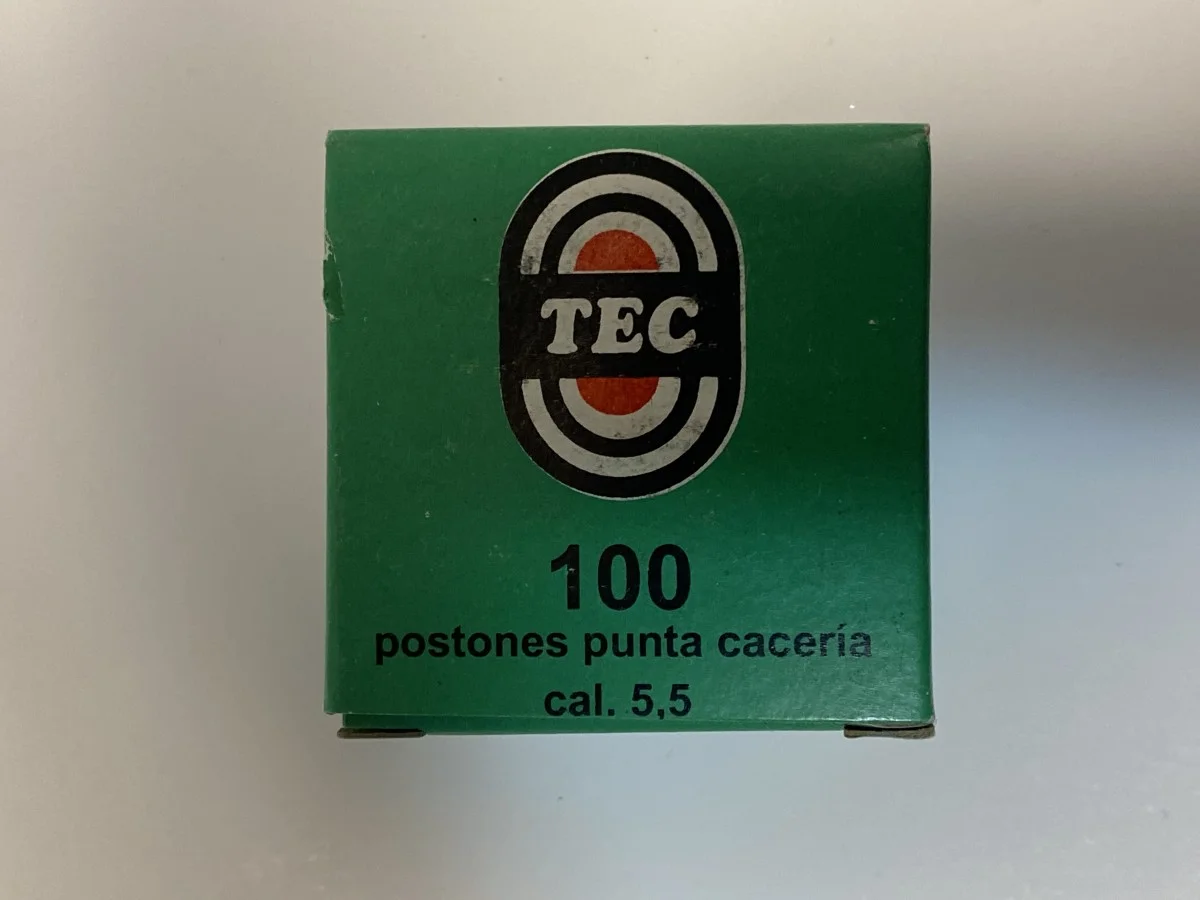 TEC
100
postones punta cacería
cal. 5,5